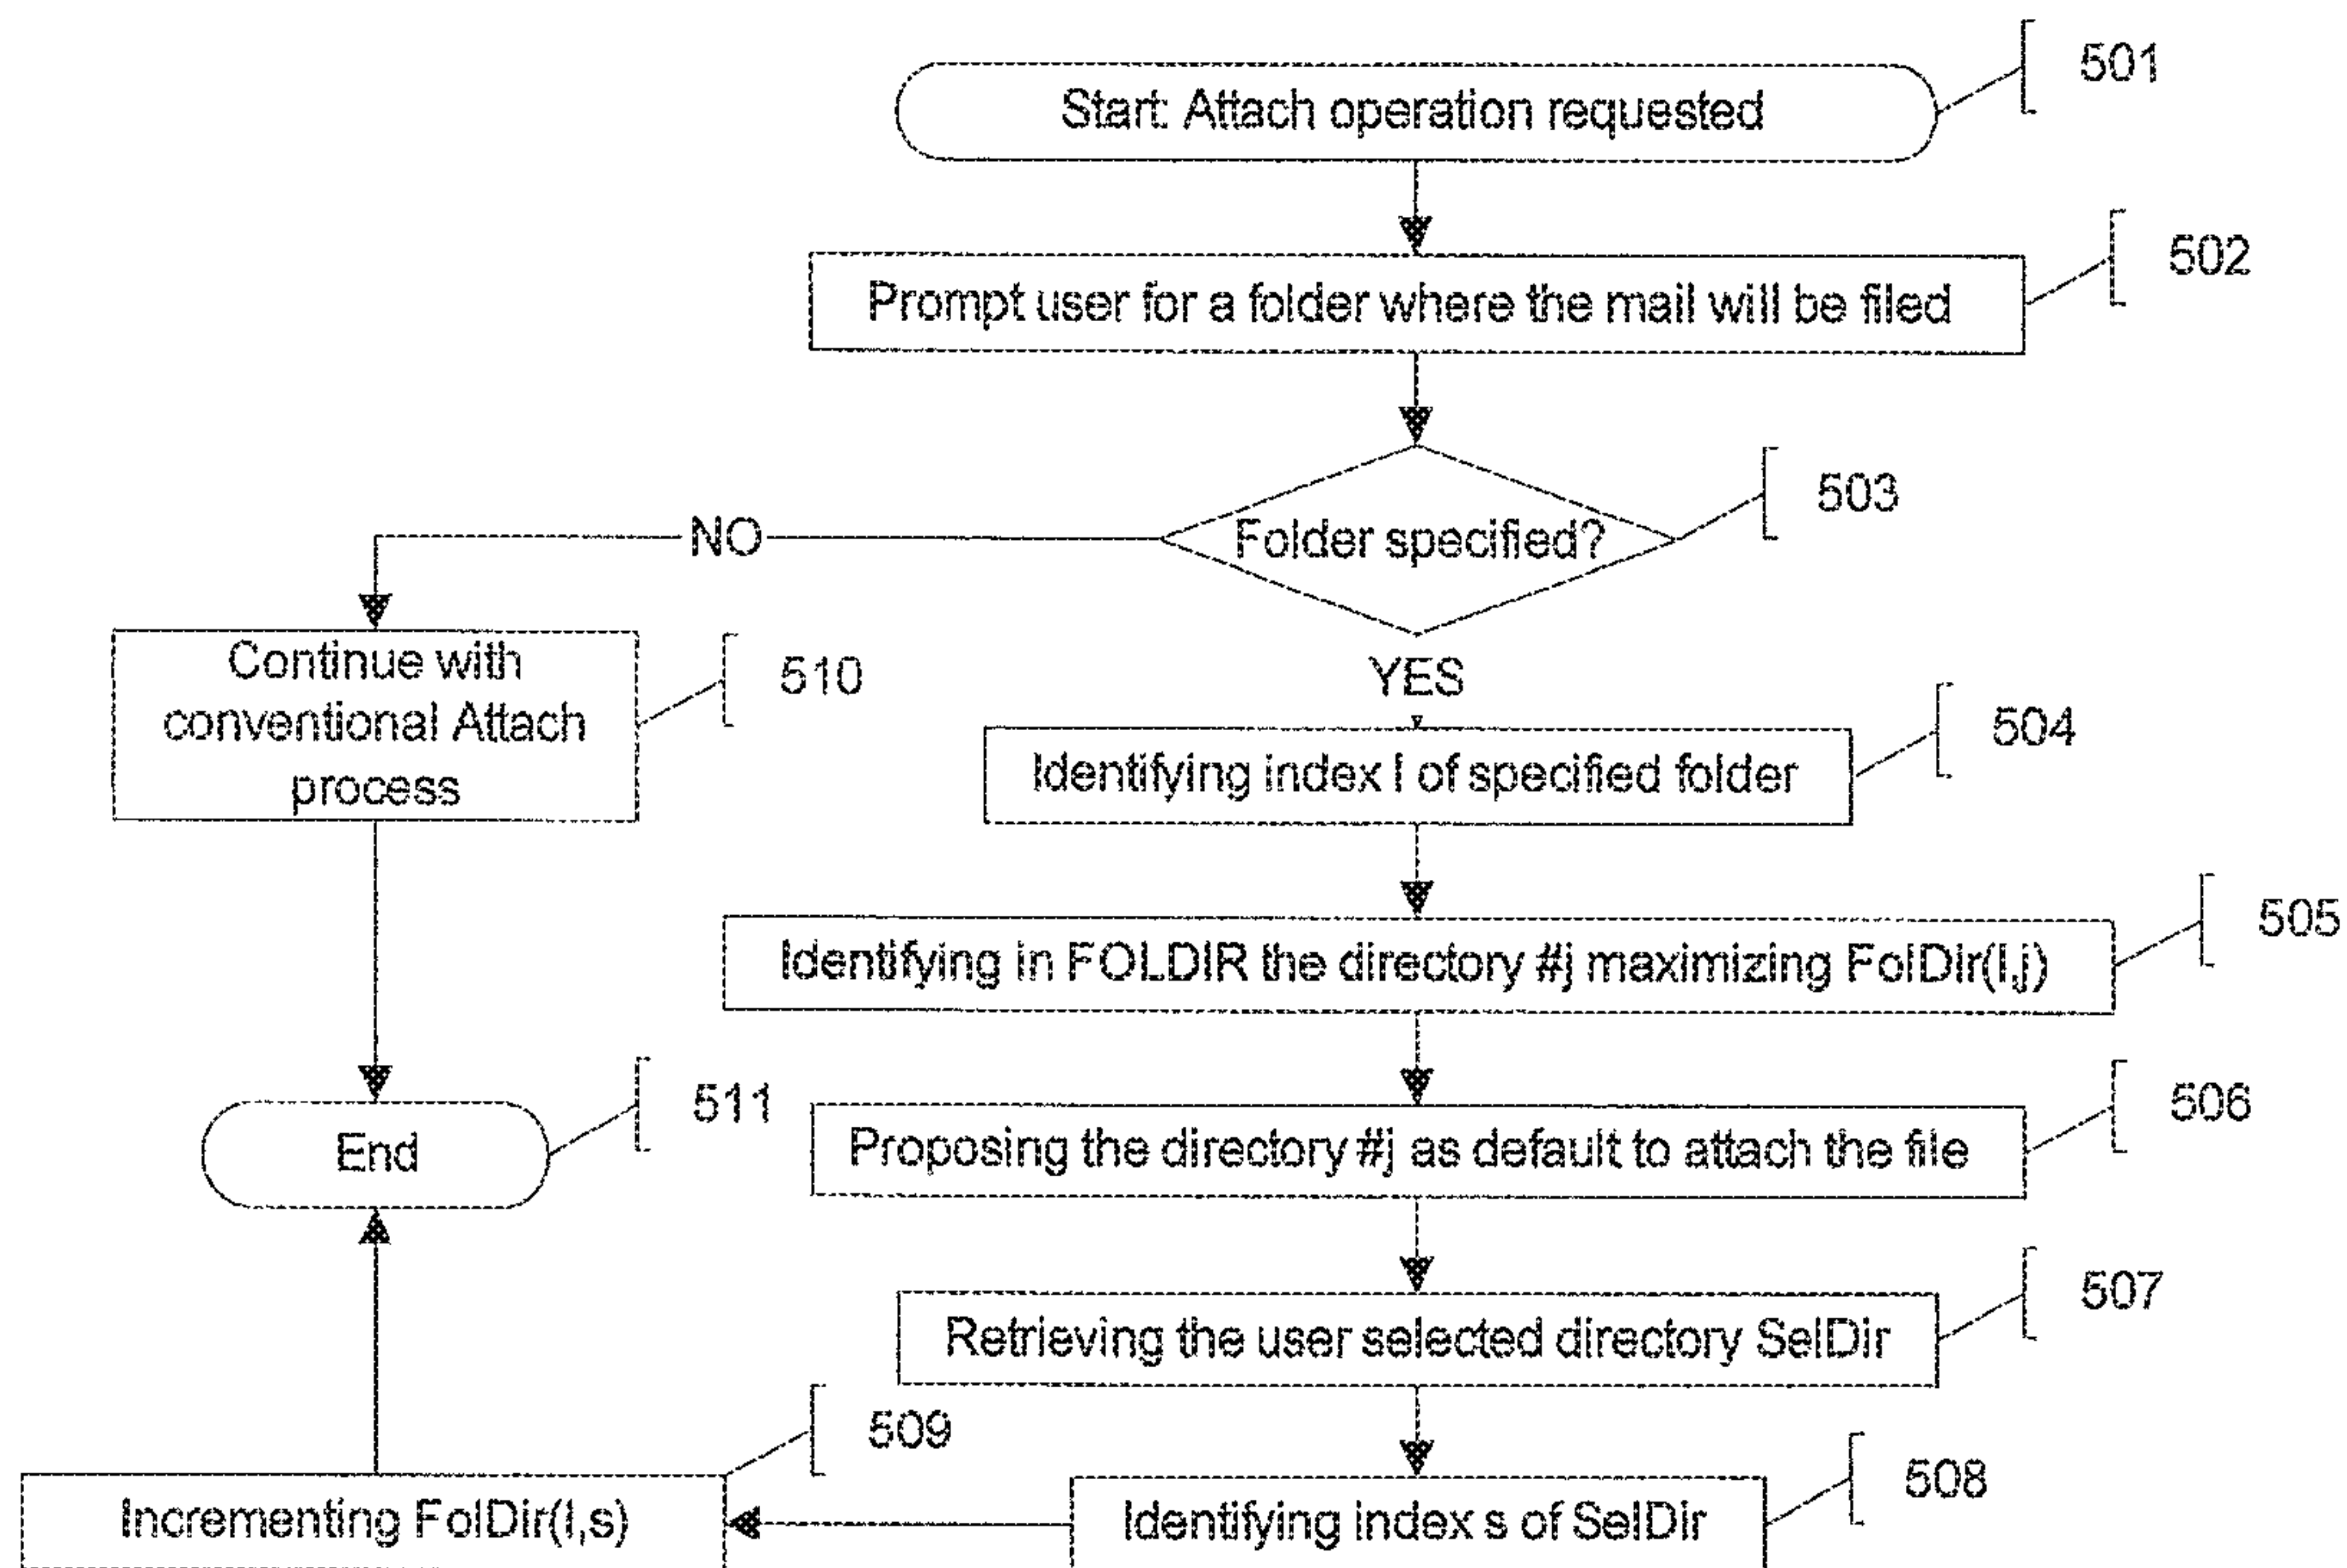 501
Start: Attach operation requested
502
Prompt user for a folder where the mail will be filed
503
Folder specified?
NO
YES
510
Continue with
conventional Attach
process
504
Identifying index I of specified folder
505
Identifying in FOLDIR the directory #j maximizing FolDir(I,j)
506
Proposing the directory #j as default to attach the file
511
End
507
Retrieving the user selected directory SelDir
509
508
Incrementing FolDir(I,s)
Identifying index s of SelDir